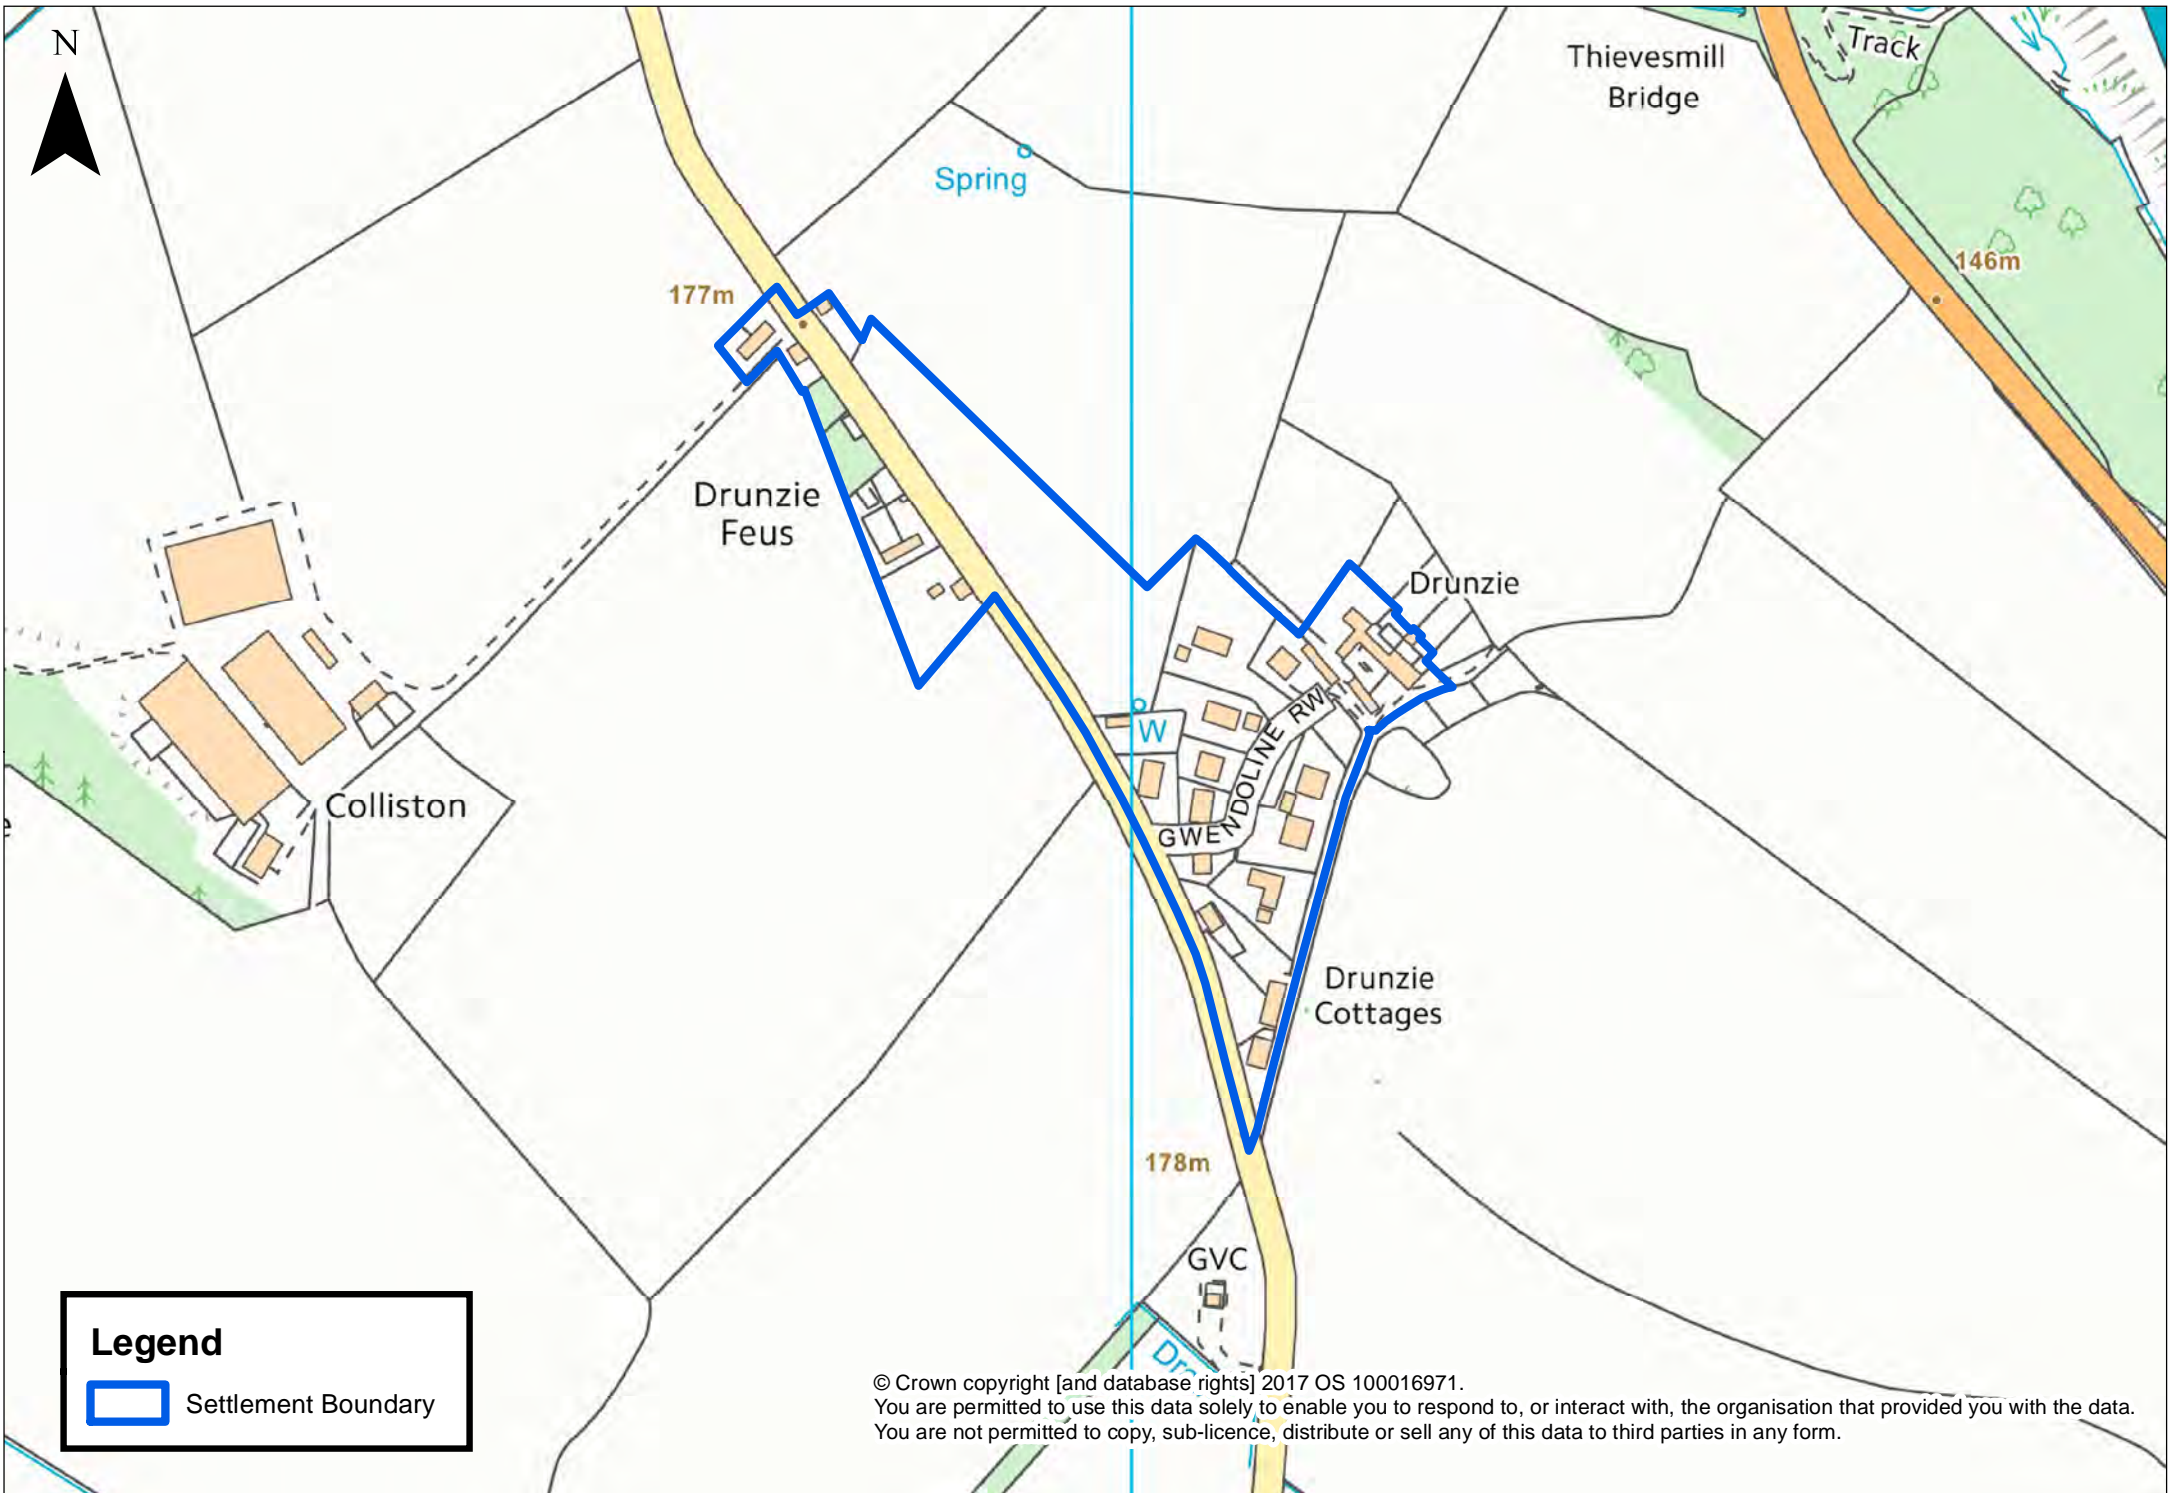 N
Thievesmill
Bridge
Track
Spring
146m
177m
Drunzie
Feus
Drunzie
W
GWENDOLINE RW
Colliston
Drunzie
Cottages
178m
GVC
Legend
Settlement Boundary
© Crown copyright [and database rights] 2017 OS 100016971.
You are permitted to use this data solely to enable you to respond to, or interact with, the organisation that provided you with the data.
You are not permitted to copy, sub-licence, distribute or sell any of this data to third parties in any form.